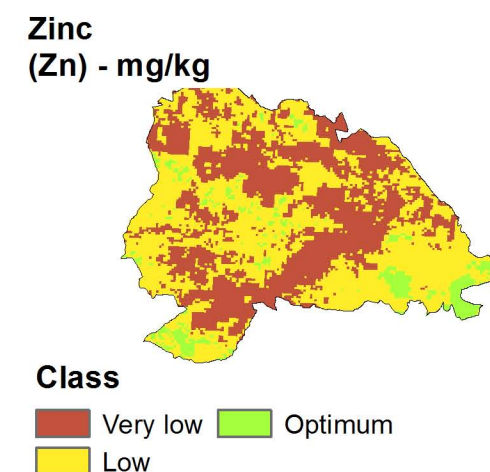 Zinc
(Zn) - mg/kg
Class
Very low Optimum
Low